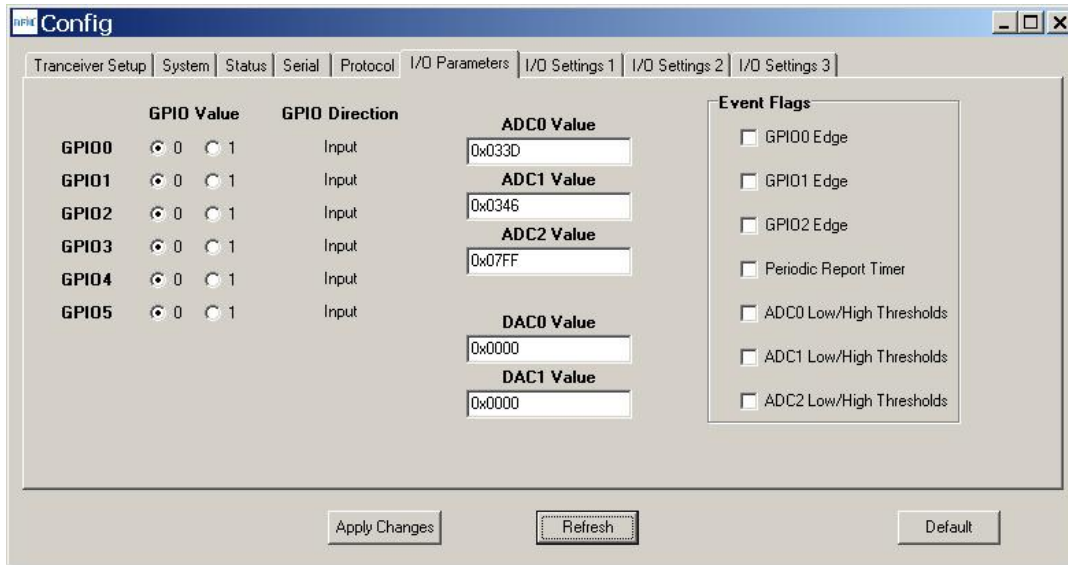 RFM Config
Tranceiver Setup System Status Serial Protocol I/O Parameters I/O Settings 1 I/O Settings 2 I/O Settings 3
GPIO Value GPIO Direction
GPIO0 0 1 Input
GPIO1 0 1 Input
GPIO2 0 1 Input
GPIO3 0 1 Input
GPIO4 0 1 Input
GPIO5 0 1 Input
ADC0 Value
0x033D
ADC1 Value
0x0346
ADC2 Value
0x07FF
DAC0 Value
0x0000
DAC1 Value
0x0000
Event Flags
GPIO0 Edge
GPIO1 Edge
GPIO2 Edge
Periodic Report Timer
ADC0 Low/High Thresholds
ADC1 Low/High Thresholds
ADC2 Low/High Thresholds
Apply Changes Refresh Default